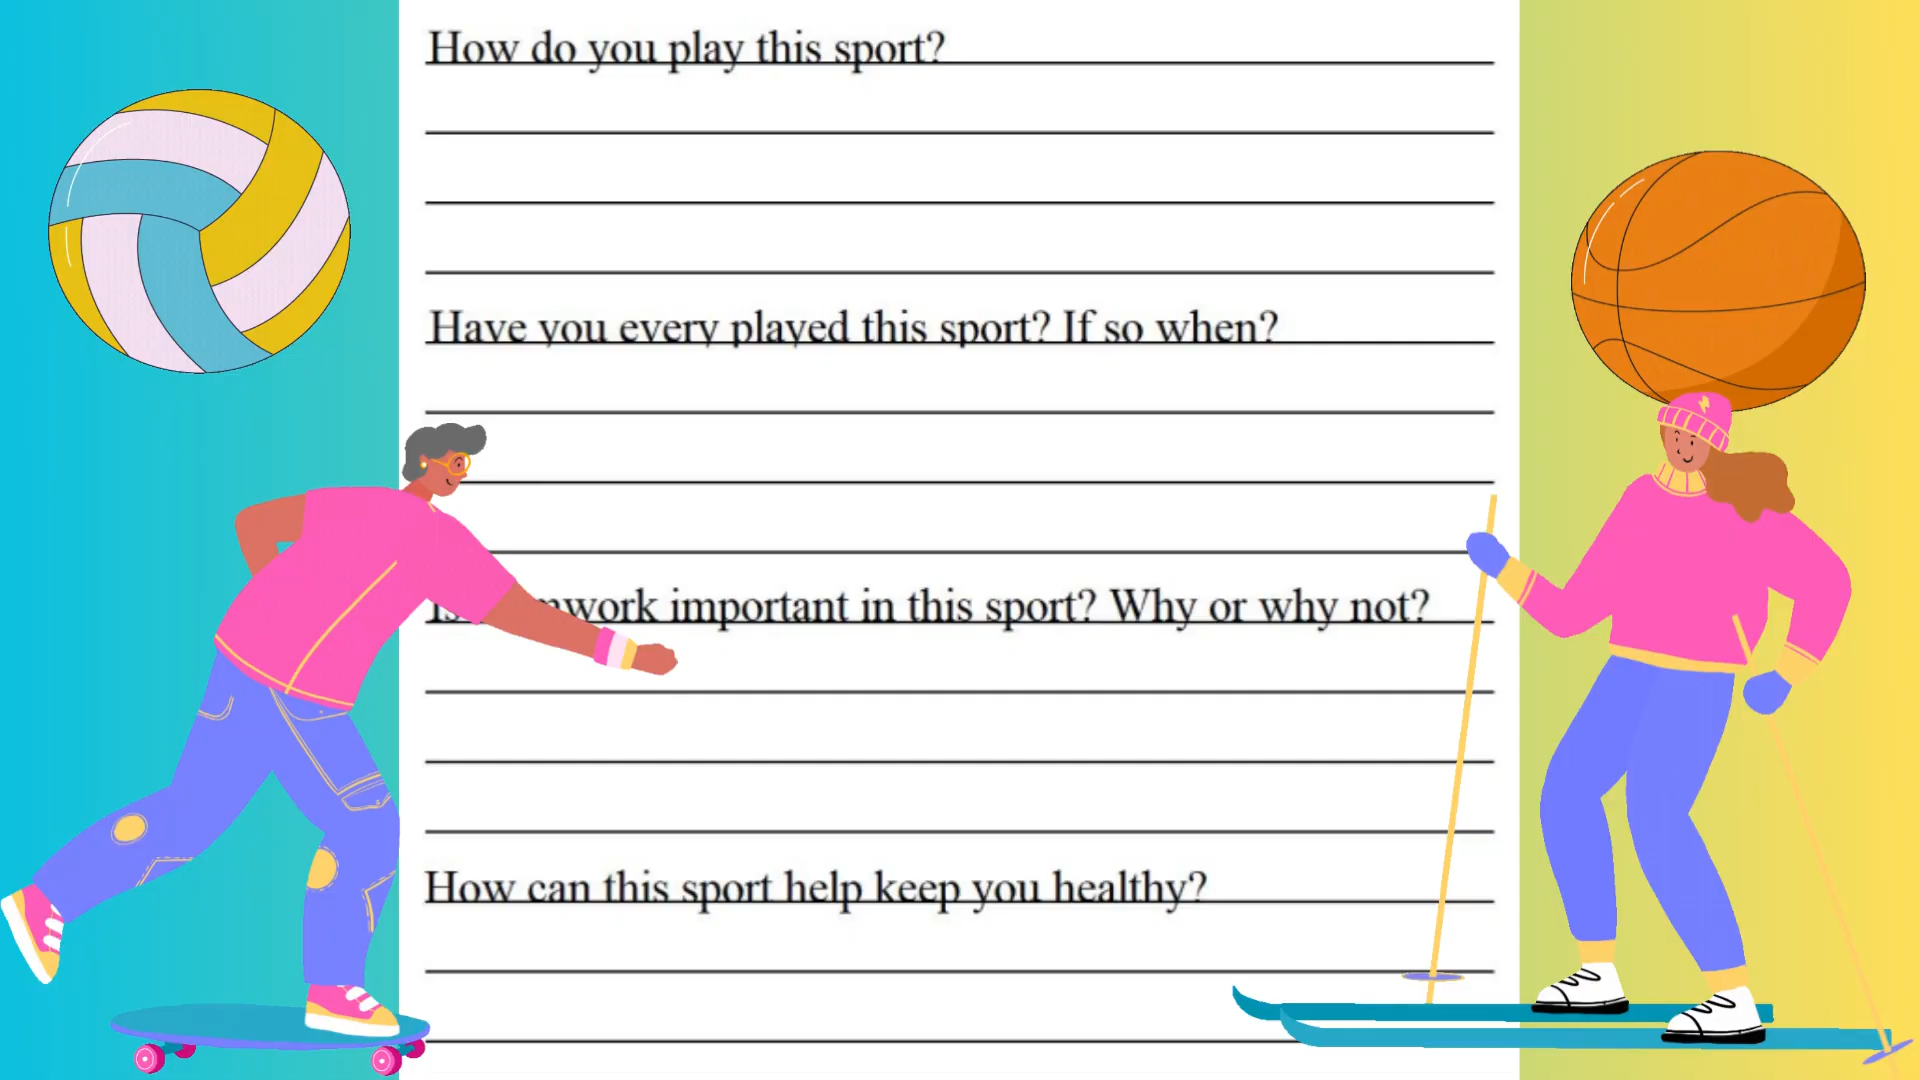 How do you play this sport?
Have you every played this sport? If so when?
important in this sport? Why or why not?
How can this sport help keep you healthy?